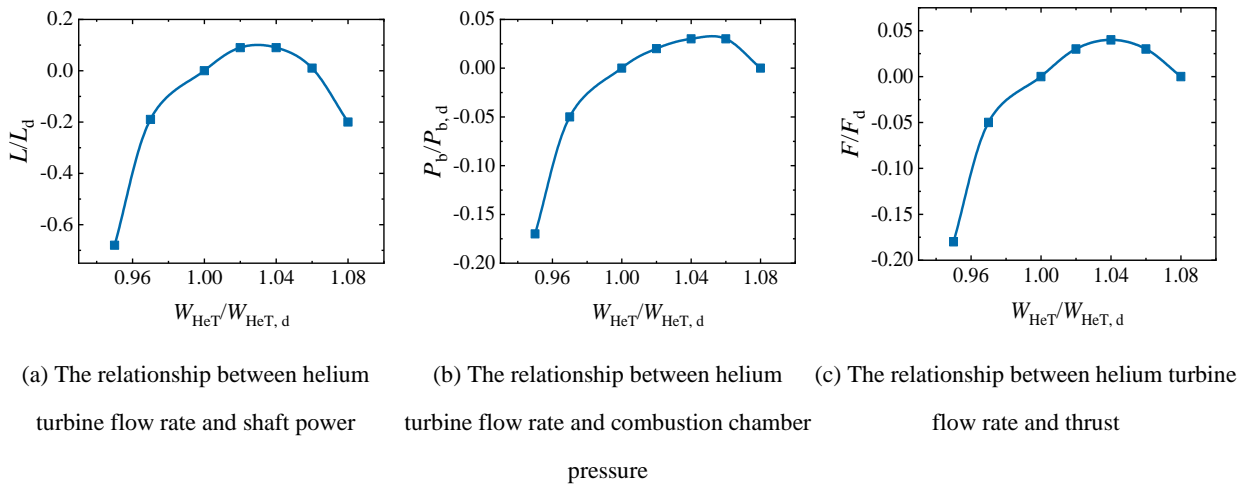 0.2
0.0
-0.2
-0.4
-0.6
L/Ld
0.96 1.00 1.04 1.08
WHeT/WHeT, d
(a) The relationship between helium
turbine flow rate and shaft power
0.05
0.00
-0.05
-0.10
-0.15
-0.20
Pb/Pb, d
0.96 1.00 1.04 1.08
WHeT/WHeT, d
(b) The relationship between helium
turbine flow rate and combustion chamber
pressure
0.05
0.00
-0.05
-0.10
-0.15
-0.20
F/Fd
0.96 1.00 1.04 1.08
WHeT/WHeT, d
(c) The relationship between helium turbine
flow rate and thrust